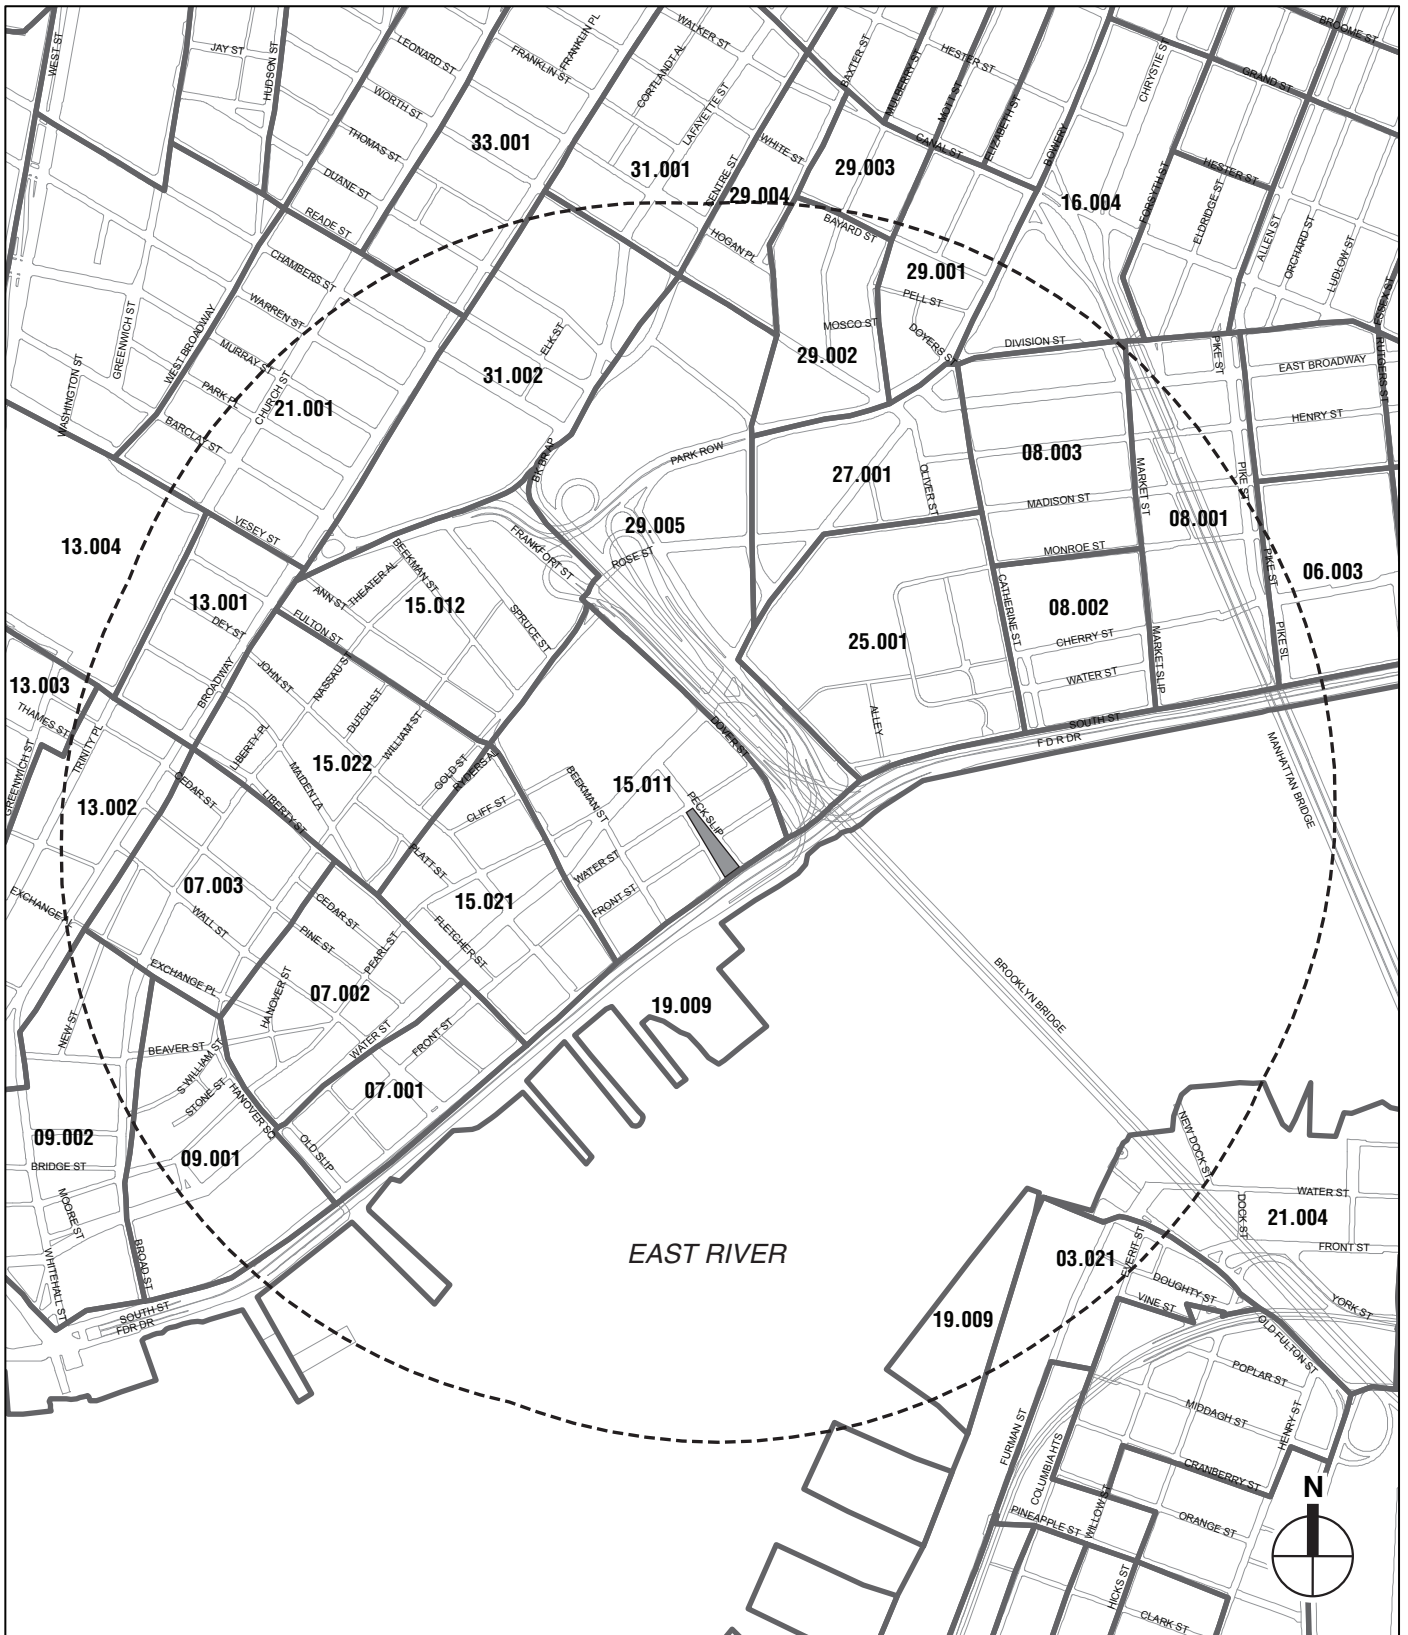 WEST ST
JAY ST
HUDSON ST
LEONARD ST
FRANKLIN ST
FRANKLIN PL
WALKER ST
CORTLANDT AL
LAFAYETTE ST
WORTH ST
THOMAS ST
DUANE ST
READE ST
33.001
31.001
WHITE ST
CENTRE ST
29.004
HOGAN PL
BAXTER ST
MULBERRY ST
HESTER ST
MOTT ST
CANAL ST
ELIZABETH ST
BOWERY
CHRYSTIE ST
BROOME ST
GRAND ST
HESTER ST
29.003
16.004
FORSYTH ST
ELDRIDGE ST
ALLEN ST
ORCHARD ST
LUDLOW ST
ESSEX ST
BAYARD ST
29.001
PELL ST
DOYERS ST
MOSCO ST
29.002
DIVISION ST
PIKE ST
EAST BROADWAY
RUTGERS ST
HENRY ST
CHAMBERS ST
WARREN ST
MURRAY ST
PARK PL
BARCLAY ST
CHURCH ST
WEST BROADWAY
GREENWICH ST
WASHINGTON ST
21.001
ELK ST
31.002
BK BR AP
PARK ROW
29.005
27.001
OLIVER ST
08.003
MADISON ST
MONROE ST
MARKET ST
PIKE ST
08.001
PIKE ST
06.003
13.004
VESEY ST
FRANKFORT ST
ROSE ST
BEEKMAN ST
THEATER AL
ANN ST
15.012
SPRUCE ST
FULTON ST
13.001
DEY ST
CATHERINE ST
08.002
CHERRY ST
WATER ST
MARKET SLIP
PIKE SL
25.001
ALLEY
SOUTH ST
F D R DR
MANHATTAN BRIDGE
13.003
THAMES ST
GREENWICH ST
TRINITY PL
BROADWAY
JOHN ST
NASSAU ST
DUTCH ST
WILLIAM ST
LIBERTY PL
15.022
MAIDEN LA
GOLD ST
RYDERS AL
CLIFF ST
PLATT ST
DOVER ST
15.011
BEEKMAN ST
PECK SLIP
WATER ST
FRONT ST
13.002
CEDAR ST
LIBERTY ST
07.003
WALL ST
EXCHANGE PL
CEDAR ST
PINE ST
PEARL ST
15.021
FLETCHER ST
EXCHANGE PL
HANOVER ST
07.002
WATER ST
FRONT ST
NEW ST
BEAVER ST
S WILLIAM ST
STONE ST
HANOVER SQ
07.001
OLD SLIP
19.009
BROOKLYN BRIDGE
09.002
BRIDGE ST
MOORE ST
WHITEHALL ST
BROAD ST
09.001
SOUTH ST
FDR DR
EAST RIVER
NEW DOCK ST
WATER ST
DOCK ST
21.004
FRONT ST
EVERIT ST
03.021
DOUGHTY ST
VINE ST
YORK ST
OLD FULTON ST
19.009
POPLAR ST
MIDDAGH ST
HENRY ST
CRANBERRY ST
FURMAN ST
COLUMBIA HTS
WILLOW ST
PINEAPPLE ST
ORANGE ST
HICKS ST
CLARK ST
N